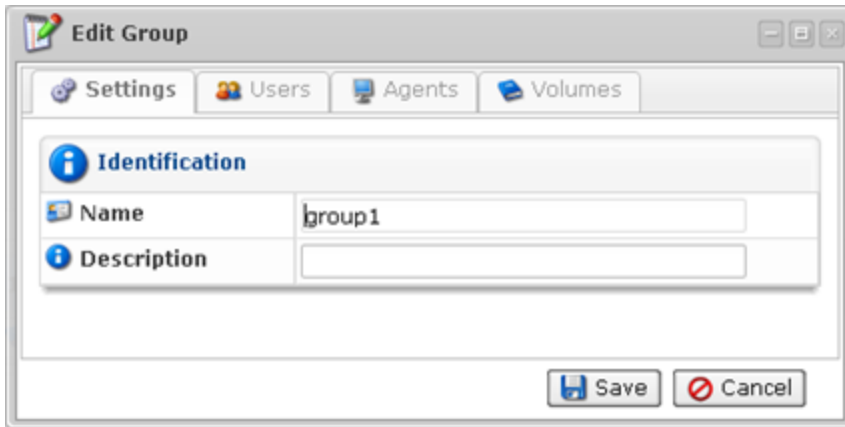 Edit Group
Settings Users Agents Volumes
Identification
Name group1
Description
Save Cancel